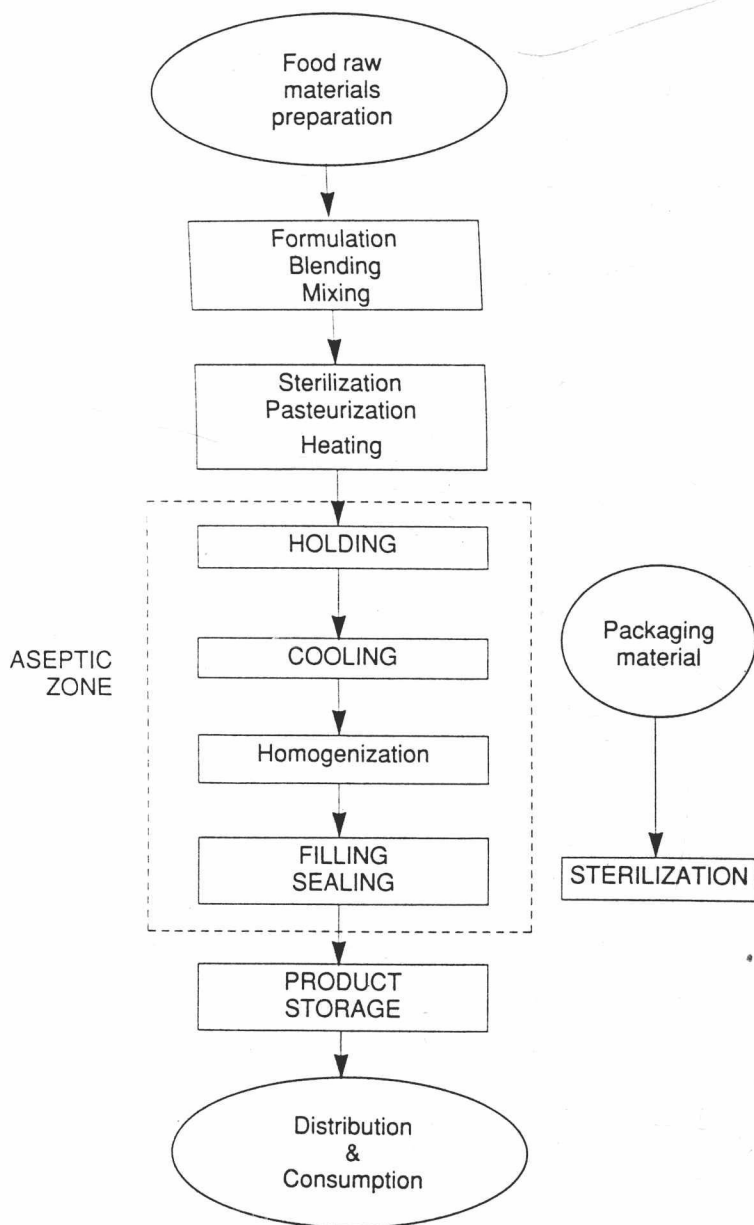 Food raw
materials
preparation
Formulation
Blending
Mixing
Sterilization
Pasteurization
Heating
HOLDING
COOLING
Homogenization
FILLING
SEALING
ASEPTIC
ZONE
Packaging
material
STERILIZATION
PRODUCT
STORAGE
Distribution
&
Consumption